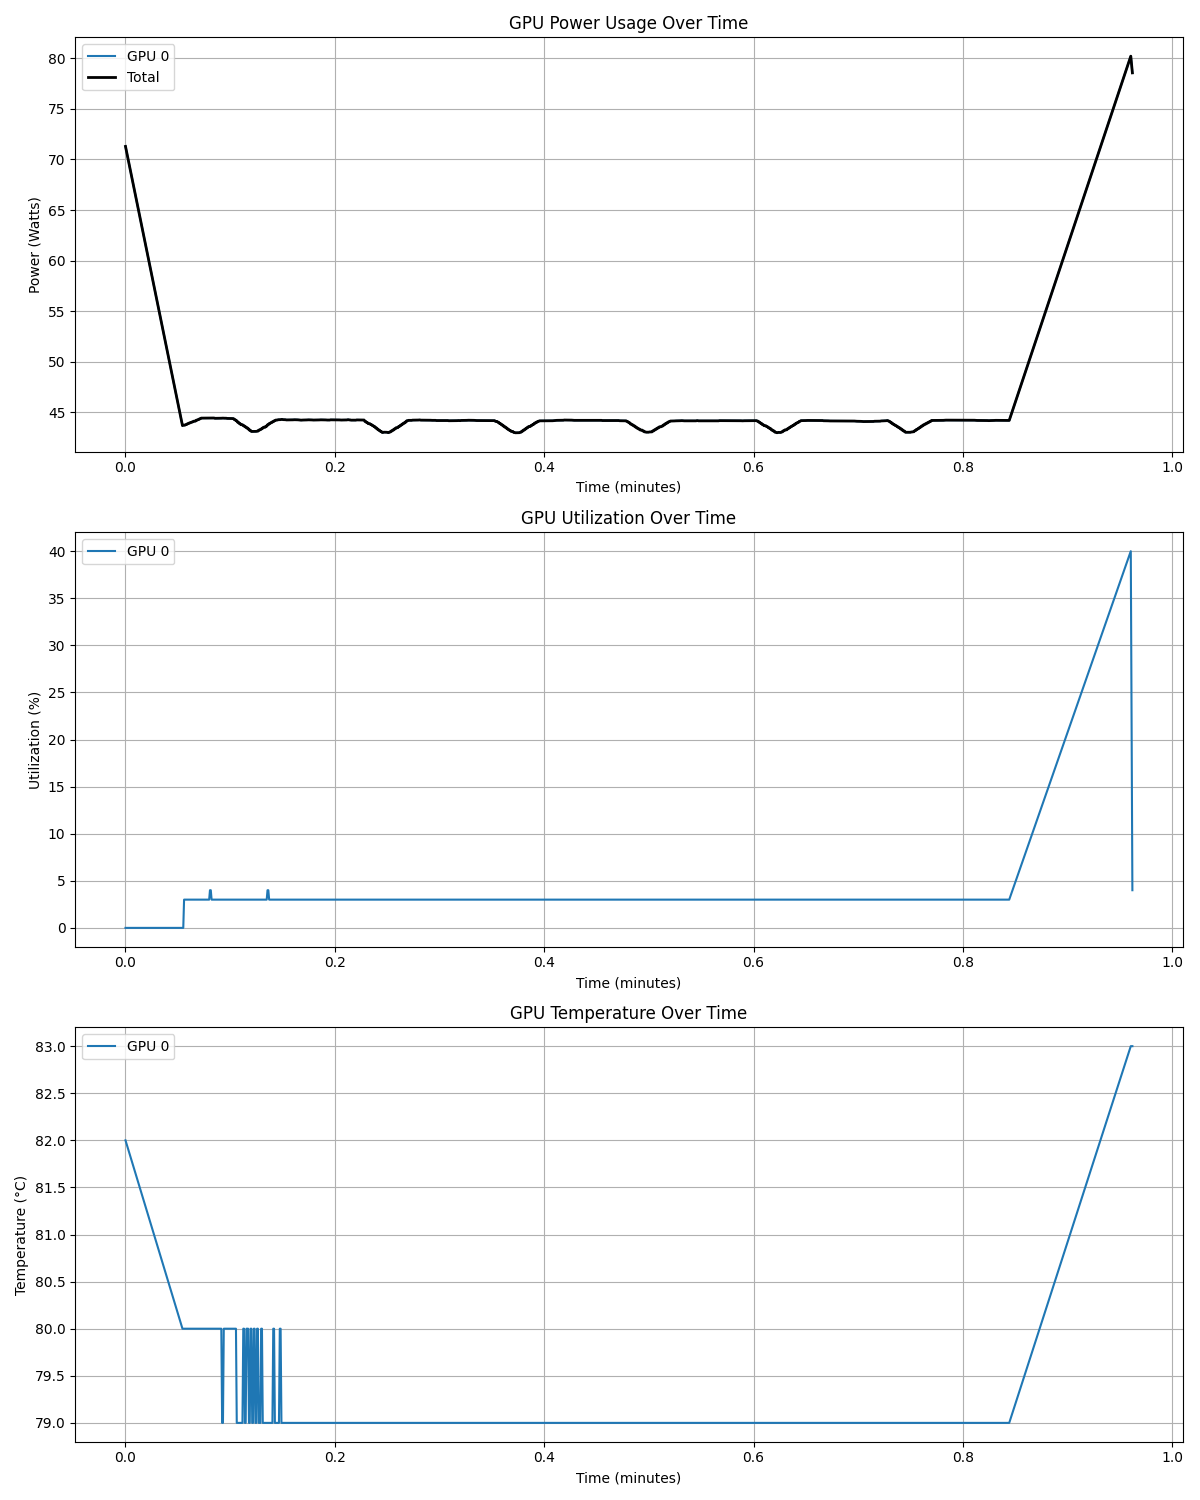 GPU Power Usage Over Time
GPU 0
Total
80
75
70
65
60
55
50
45
Power (Watts)
0.0 0.2 0.4 0.6 0.8 1.0
Time (minutes)
GPU Utilization Over Time
GPU 0
40
35
30
25
20
15
10
5
0
Utilization (%)
0.0 0.2 0.4 0.6 0.8 1.0
Time (minutes)
GPU Temperature Over Time
GPU 0
83.0
82.5
82.0
81.5
81.0
80.5
80.0
79.5
79.0
Temperature (°C)
0.0 0.2 0.4 0.6 0.8 1.0
Time (minutes)